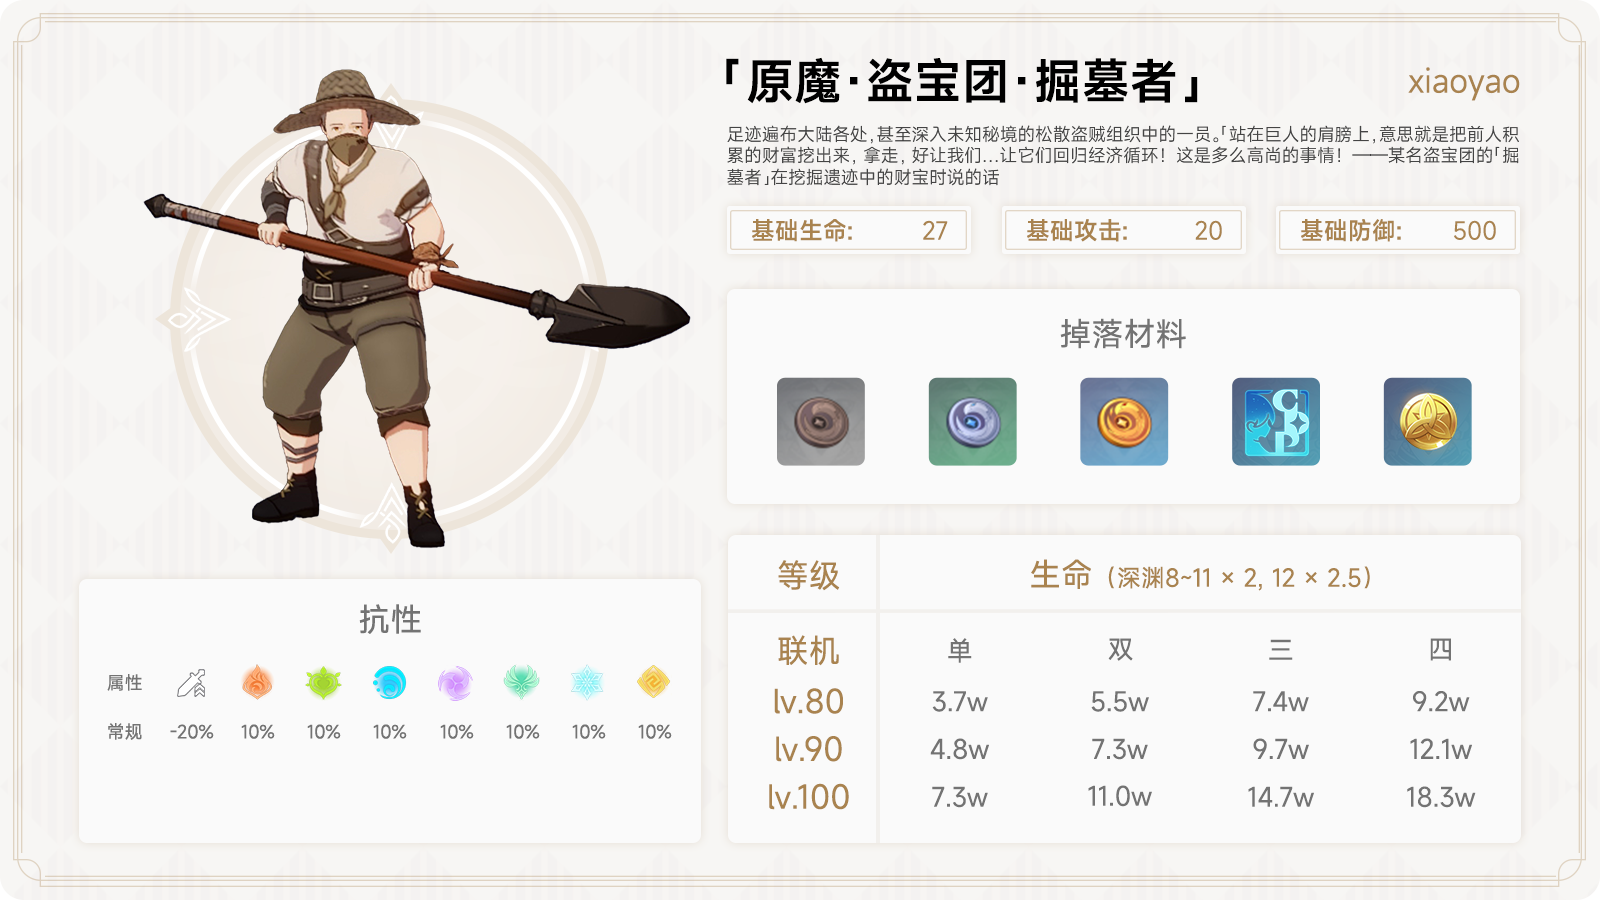 「原魔·盗宝团·掘墓者」
xiaoyao
足迹遍布大陆各处，甚至深入未知秘境的松散盗贼组织中的一员。「站在巨人的肩膀上，意思就是把前人积
累的财富挖出来，拿走，好让我们...让它们回归经济循环！这是多么高尚的事情！——某名盗宝团的「掘
墓者」在挖掘遗迹中的财宝时说的话
基础生命: 27 基础攻击: 20 基础防御: 500
掉落材料
COP
抗性
属性
常规 -20% 10% 10% 10% 10% 10% 10% 10%
等级 生命（深渊8~11 × 2, 12 × 2.5）
联机 单 双 三 四
lv.80 3.7w 5.5w 7.4w 9.2w
lv.90 4.8w 7.3w 9.7w 12.1w
lv.100 7.3w 11.0w 14.7w 18.3w